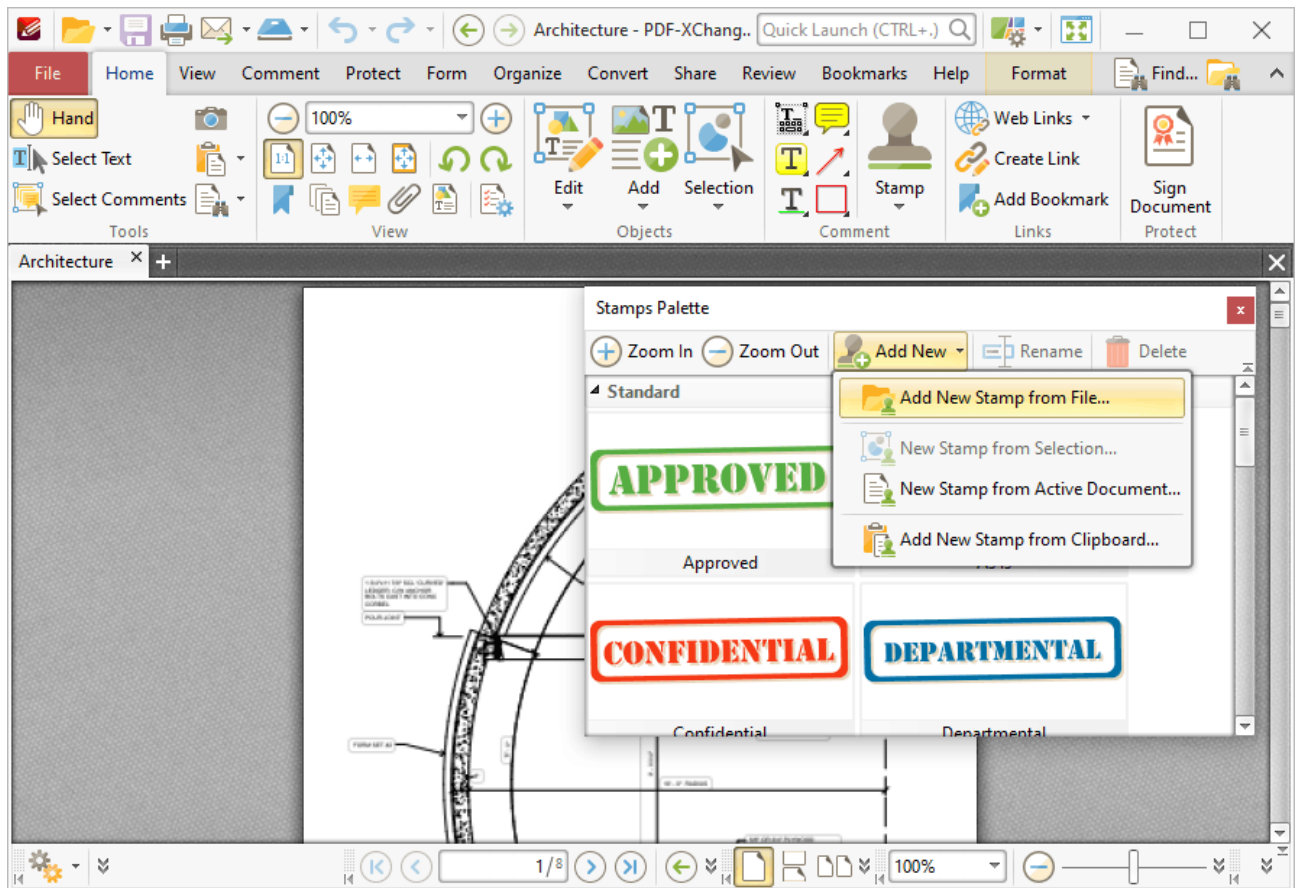 Architecture - PDF-XChang..
Quick Launch (CTRL+.)
File Home View Comment Protect Form Organize Convert Share Review Bookmarks Help Format Find...
Hand
Select Text
Select Comments
Tools
100%
1:1
View
Edit
Add
Selection
Objects
Stamp
Comment
Web Links
Create Link
Add Bookmark
Links
Sign
Document
Protect
Architecture
Stamps Palette
Zoom In Zoom Out Add New Rename Delete
Standard
Add New Stamp from File...
New Stamp from Selection...
New Stamp from Active Document...
Add New Stamp from Clipboard...
APPROVED
Approved
CONFIDENTIAL
DEPARTMENTAL
Confidential
Departmental
POUR JOINT
1/8
100%